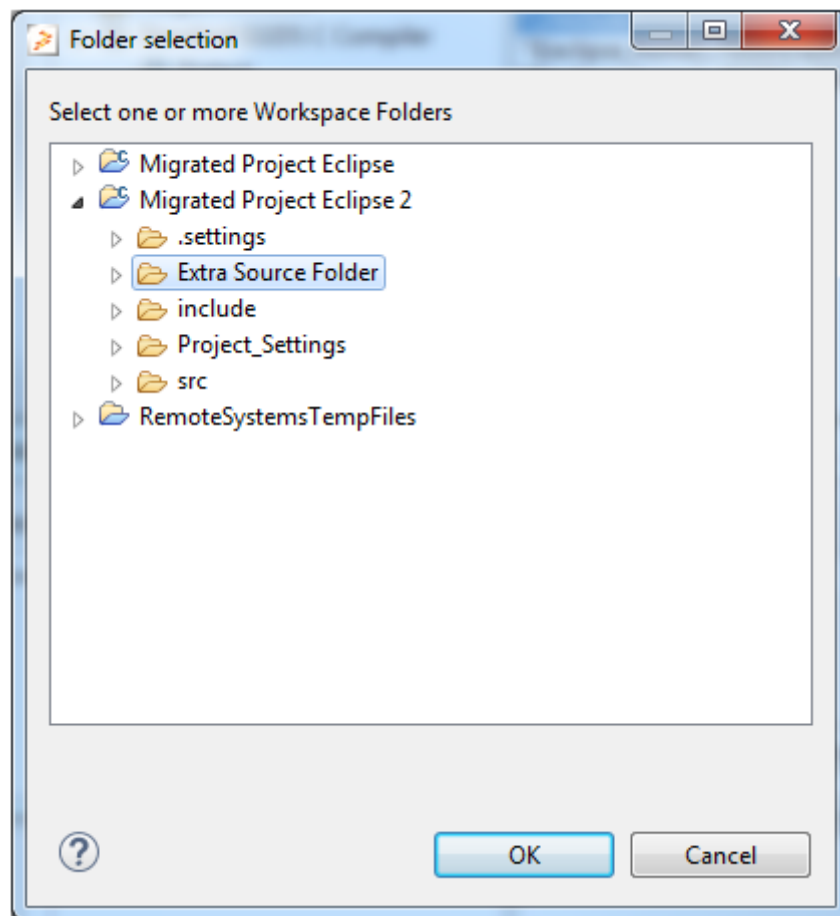 Folder selection
Select one or more Workspace Folders
Migrated Project Eclipse
Migrated Project Eclipse 2
.settings
Extra Source Folder
include
Project_Settings
src
RemoteSystemsTempFiles
?
OK
Cancel